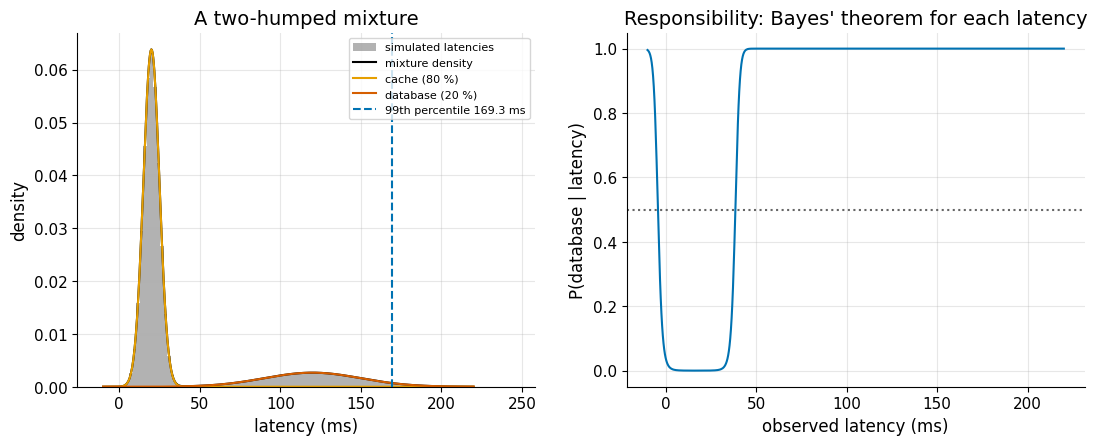 A two-humped mixture
simulated latencies
mixture density
cache (80 %)
database (20 %)
99th percentile 169.3 ms
density
0.06
0.05
0.04
0.03
0.02
0.01
0.00
0
50
100
150
200
250
latency (ms)
Responsibility: Bayes' theorem for each latency
P(database | latency)
1.0
0.8
0.6
0.4
0.2
0.0
0
50
100
150
200
observed latency (ms)